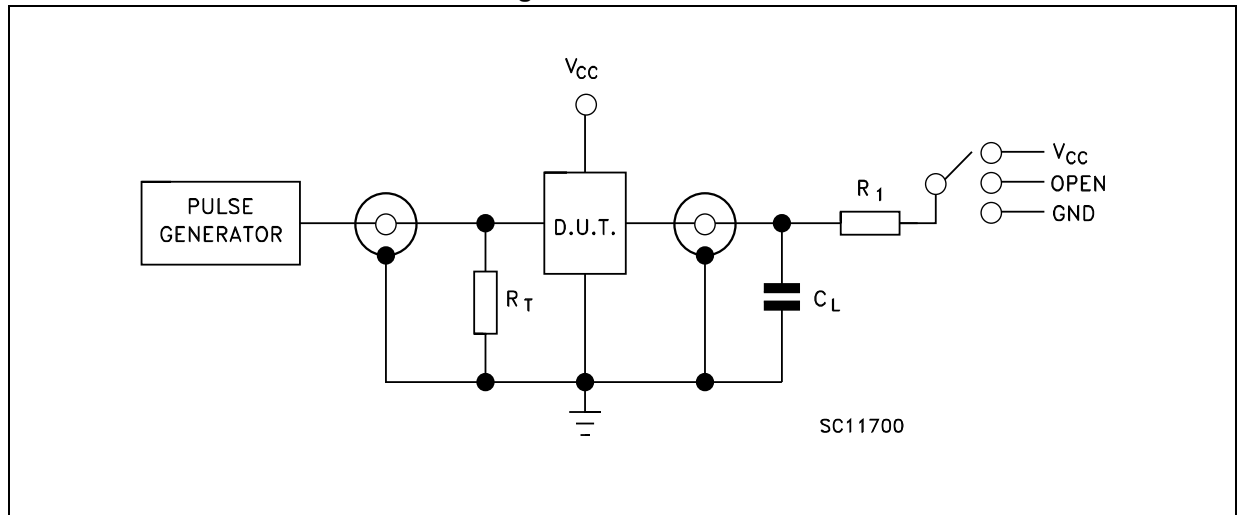 VCC
PULSE
GENERATOR
D.U.T.
R1
VCC
OPEN
GND
RT
CL
SC11700